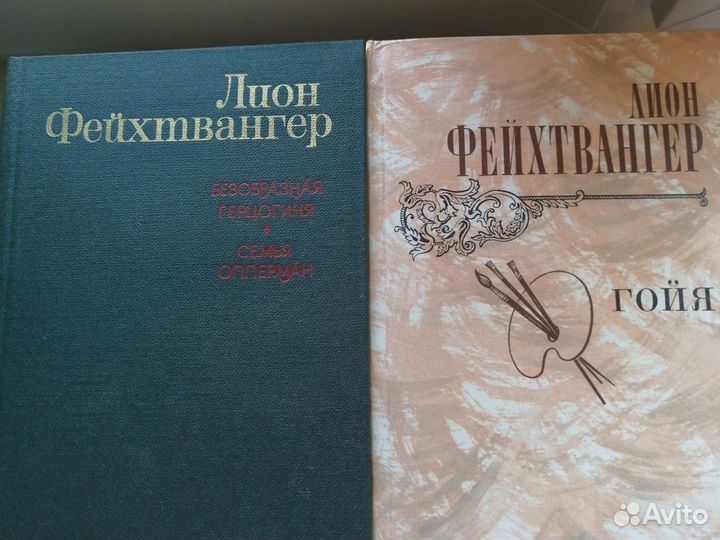 Лион
Фейхтвангер
БЕЗОБРАЗНАЯ
ГЕРЦОГИНЯ
СЕМЬЯ
ОППЕРМАН
ЛИОН
ФЕЙХТВАНГЕР
ГОЙЯ
Avito